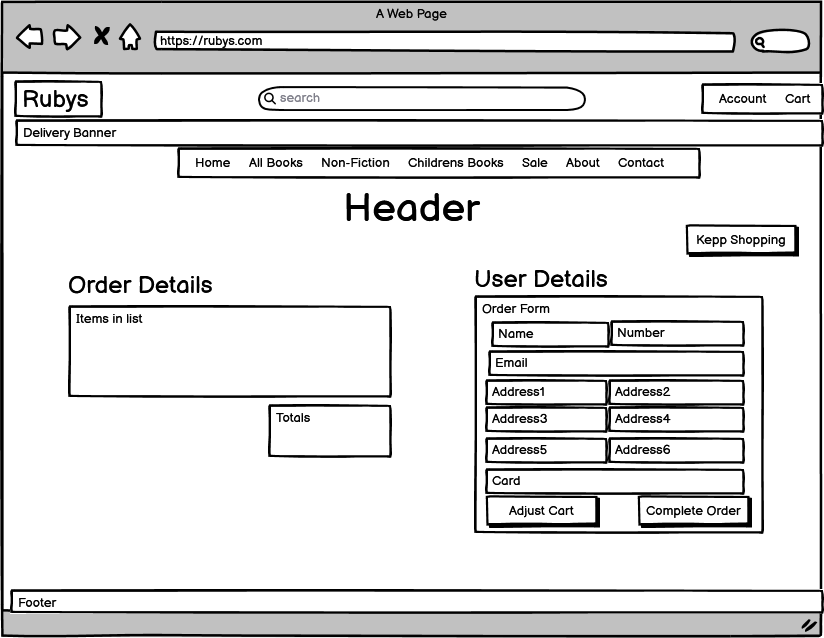 A Web Page
https://rubys.com
Rubys
search
Account Cart
Delivery Banner
Home All Books Non-Fiction Childrens Books Sale About Contact
Header
Kepp Shopping
Order Details
Items in list
Totals
User Details
Order Form
Name Number
Email
Address1 Address2
Address3 Address4
Address5 Address6
Card
Adjust Cart Complete Order
Footer